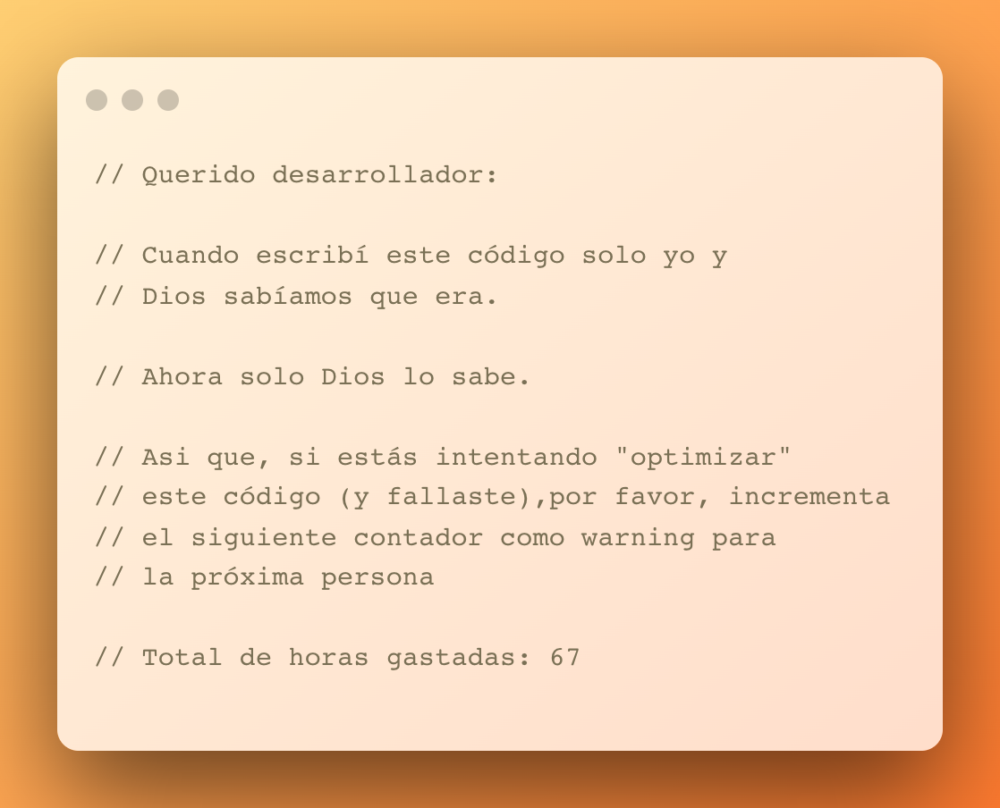 // Querido desarrollador:
// Cuando escribí este código solo yo y
// Dios sabíamos que era.
// Ahora solo Dios lo sabe.
// Asi que, si estás intentando "optimizar"
// este código (y fallaste),por favor, incrementa
// el siguiente contador como warning para
// la próxima persona
// Total de horas gastadas: 67